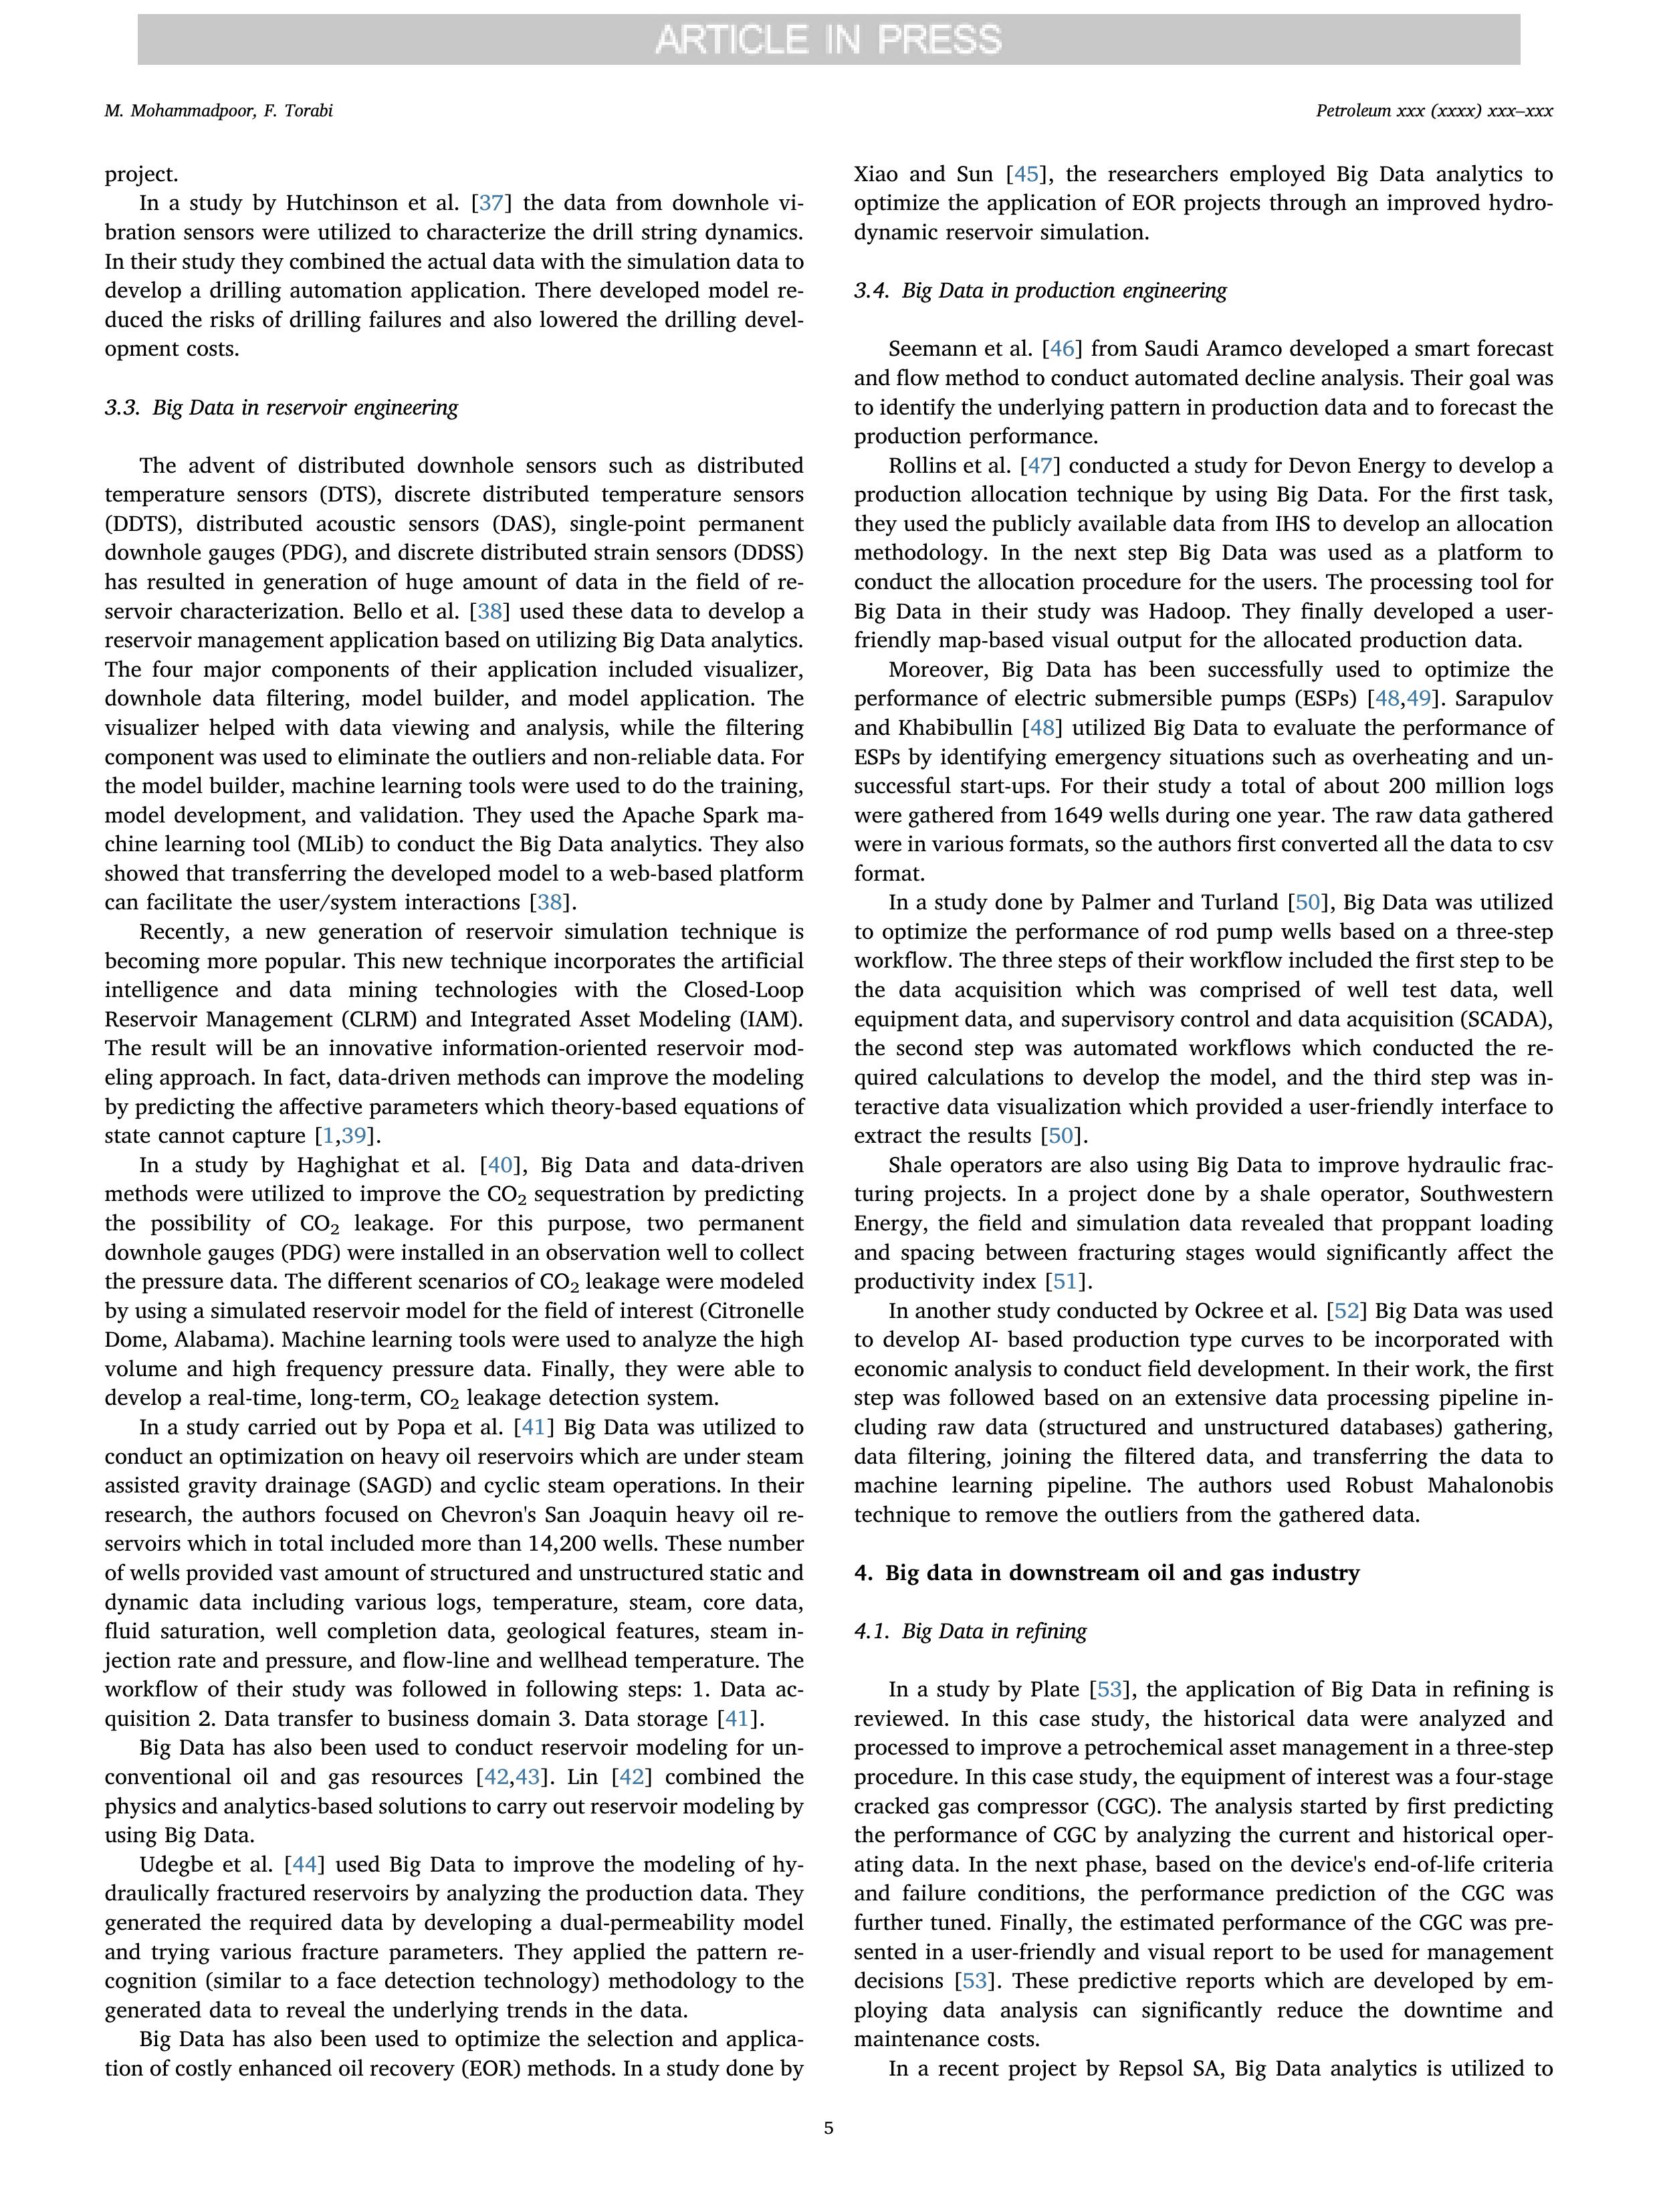 ARTICLE IN PRESS
M. Mohammadpoor, F. Torabi
Petroleum xxx (xxxx) xxx–xxx
project.
In a study by Hutchinson et al. [37] the data from downhole vi-
bration sensors were utilized to characterize the drill string dynamics.
In their study they combined the actual data with the simulation data to
develop a drilling automation application. There developed model re-
duced the risks of drilling failures and also lowered the drilling devel-
opment costs.
3.3. Big Data in reservoir engineering
The advent of distributed downhole sensors such as distributed
temperature sensors (DTS), discrete distributed temperature sensors
(DDTS), distributed acoustic sensors (DAS), single-point permanent
downhole gauges (PDG), and discrete distributed strain sensors (DDSS)
has resulted in generation of huge amount of data in the field of re-
servoir characterization. Bello et al. [38] used these data to develop a
reservoir management application based on utilizing Big Data analytics.
The four major components of their application included visualizer,
downhole data filtering, model builder, and model application. The
visualizer helped with data viewing and analysis, while the filtering
component was used to eliminate the outliers and non-reliable data. For
the model builder, machine learning tools were used to do the training,
model development, and validation. They used the Apache Spark ma-
chine learning tool (MLib) to conduct the Big Data analytics. They also
showed that transferring the developed model to a web-based platform
can facilitate the user/system interactions [38].
Recently, a new generation of reservoir simulation technique is
becoming more popular. This new technique incorporates the artificial
intelligence and data mining technologies with the Closed-Loop
Reservoir Management (CLRM) and Integrated Asset Modeling (IAM).
The result will be an innovative information-oriented reservoir mod-
eling approach. In fact, data-driven methods can improve the modeling
by predicting the affective parameters which theory-based equations of
state cannot capture [1,39].
In a study by Haghighat et al. [40], Big Data and data-driven
methods were utilized to improve the CO₂ sequestration by predicting
the possibility of CO₂ leakage. For this purpose, two permanent
downhole gauges (PDG) were installed in an observation well to collect
the pressure data. The different scenarios of CO₂ leakage were modeled
by using a simulated reservoir model for the field of interest (Citronelle
Dome, Alabama). Machine learning tools were used to analyze the high
volume and high frequency pressure data. Finally, they were able to
develop a real-time, long-term, CO₂ leakage detection system.
In a study carried out by Popa et al. [41] Big Data was utilized to
conduct an optimization on heavy oil reservoirs which are under steam
assisted gravity drainage (SAGD) and cyclic steam operations. In their
research, the authors focused on Chevron's San Joaquin heavy oil re-
servoirs which in total included more than 14,200 wells. These number
of wells provided vast amount of structured and unstructured static and
dynamic data including various logs, temperature, steam, core data,
fluid saturation, well completion data, geological features, steam in-
jection rate and pressure, and flow-line and wellhead temperature. The
workflow of their study was followed in following steps: 1. Data ac-
quisition 2. Data transfer to business domain 3. Data storage [41].
Big Data has also been used to conduct reservoir modeling for un-
conventional oil and gas resources [42,43]. Lin [42] combined the
physics and analytics-based solutions to carry out reservoir modeling by
using Big Data.
Udegbe et al. [44] used Big Data to improve the modeling of hy-
draulically fractured reservoirs by analyzing the production data. They
generated the required data by developing a dual-permeability model
and trying various fracture parameters. They applied the pattern re-
cognition (similar to a face detection technology) methodology to the
generated data to reveal the underlying trends in the data.
Big Data has also been used to optimize the selection and applica-
tion of costly enhanced oil recovery (EOR) methods. In a study done by
Xiao and Sun [45], the researchers employed Big Data analytics to
optimize the application of EOR projects through an improved hydro-
dynamic reservoir simulation.
3.4. Big Data in production engineering
Seemann et al. [46] from Saudi Aramco developed a smart forecast
and flow method to conduct automated decline analysis. Their goal was
to identify the underlying pattern in production data and to forecast the
production performance.
Rollins et al. [47] conducted a study for Devon Energy to develop a
production allocation technique by using Big Data. For the first task,
they used the publicly available data from IHS to develop an allocation
methodology. In the next step Big Data was used as a platform to
conduct the allocation procedure for the users. The processing tool for
Big Data in their study was Hadoop. They finally developed a user-
friendly map-based visual output for the allocated production data.
Moreover, Big Data has been successfully used to optimize the
performance of electric submersible pumps (ESPs) [48,49]. Sarapulov
and Khabibullin [48] utilized Big Data to evaluate the performance of
ESPs by identifying emergency situations such as overheating and un-
successful start-ups. For their study a total of about 200 million logs
were gathered from 1649 wells during one year. The raw data gathered
were in various formats, so the authors first converted all the data to csv
format.
In a study done by Palmer and Turland [50], Big Data was utilized
to optimize the performance of rod pump wells based on a three-step
workflow. The three steps of their workflow included the first step to be
the data acquisition which was comprised of well test data, well
equipment data, and supervisory control and data acquisition (SCADA),
the second step was automated workflows which conducted the re-
quired calculations to develop the model, and the third step was in-
teractive data visualization which provided a user-friendly interface to
extract the results [50].
Shale operators are also using Big Data to improve hydraulic frac-
turing projects. In a project done by a shale operator, Southwestern
Energy, the field and simulation data revealed that proppant loading
and spacing between fracturing stages would significantly affect the
productivity index [51].
In another study conducted by Ockree et al. [52] Big Data was used
to develop AI- based production type curves to be incorporated with
economic analysis to conduct field development. In their work, the first
step was followed based on an extensive data processing pipeline in-
cluding raw data (structured and unstructured databases) gathering,
data filtering, joining the filtered data, and transferring the data to
machine learning pipeline. The authors used Robust Mahalonobis
technique to remove the outliers from the gathered data.
4. Big data in downstream oil and gas industry
4.1. Big Data in refining
In a study by Plate [53], the application of Big Data in refining is
reviewed. In this case study, the historical data were analyzed and
processed to improve a petrochemical asset management in a three-step
procedure. In this case study, the equipment of interest was a four-stage
cracked gas compressor (CGC). The analysis started by first predicting
the performance of CGC by analyzing the current and historical oper-
ating data. In the next phase, based on the device's end-of-life criteria
and failure conditions, the performance prediction of the CGC was
further tuned. Finally, the estimated performance of the CGC was pre-
sented in a user-friendly and visual report to be used for management
decisions [53]. These predictive reports which are developed by em-
ploying data analysis can significantly reduce the downtime and
maintenance costs.
In a recent project by Repsol SA, Big Data analytics is utilized to
5